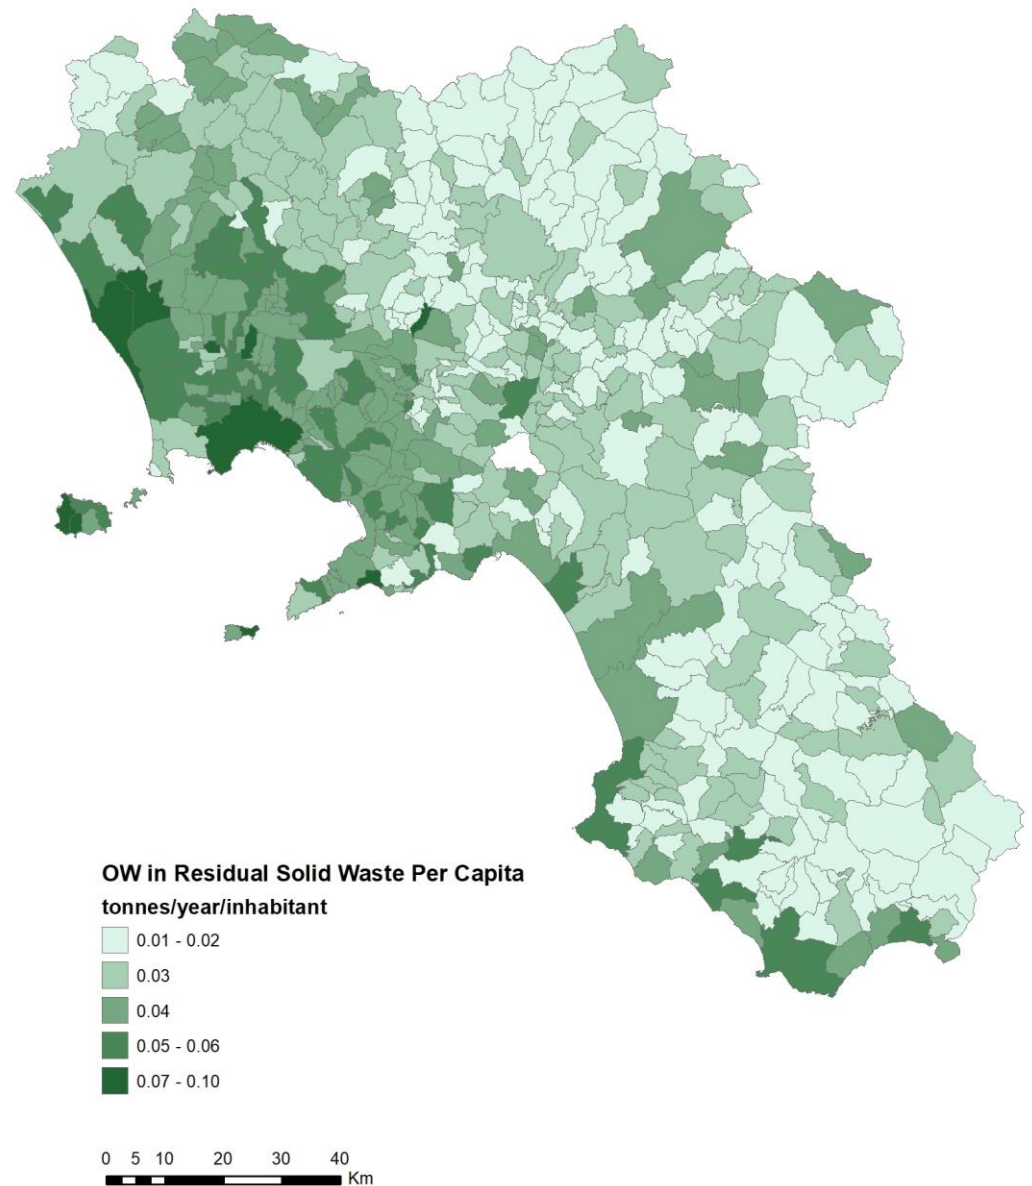 OW in Residual Solid Waste Per Capita
tonnes/year/inhabitant
0.01 - 0.02
0.03
0.04
0.05 - 0.06
0.07 - 0.10
0 5 10 20 30 40
Km